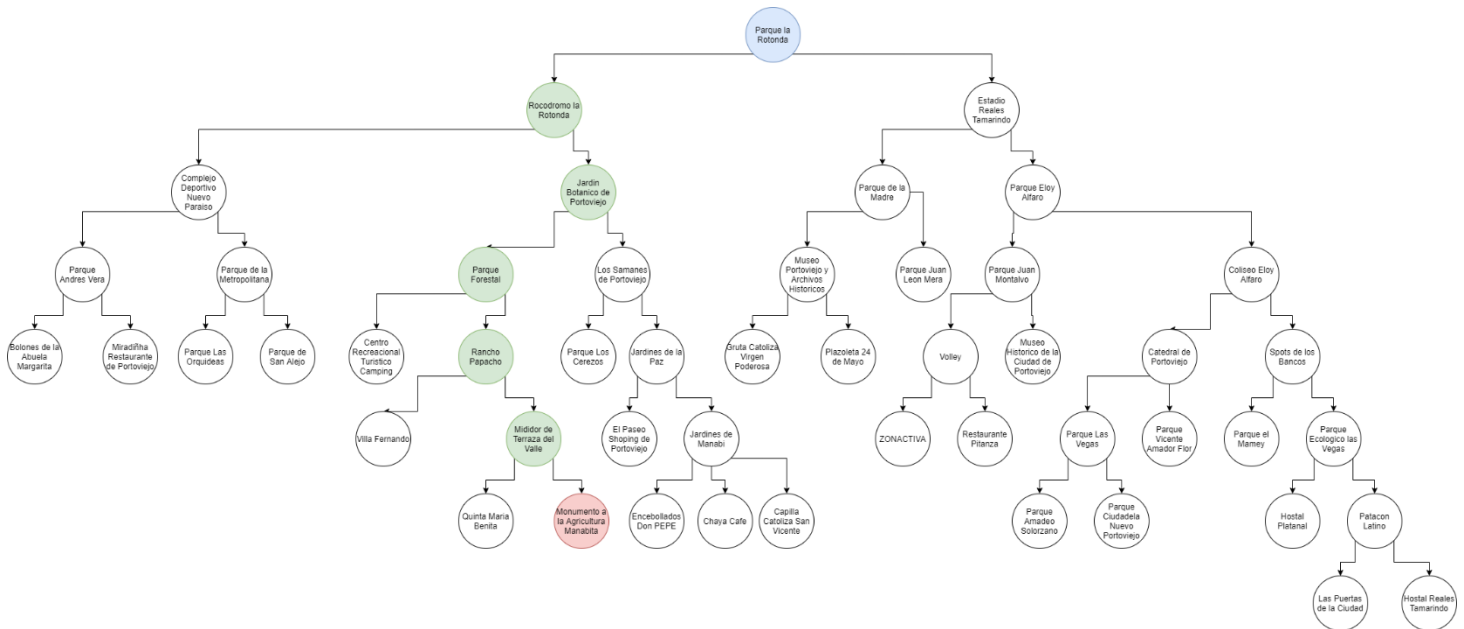 Parque la
Rotonda
Rocodromo la
Rotonda
Estadio
Reales
Tamarindo
Complejo
Deportivo
Nuevo
Paraiso
Jardin
Botanico de
Portoviejo
Parque de la
Madre
Parque Eloy
Alfaro
Parque
Andres Vera
Parque de la
Metropolitana
Parque
Forestal
Los Samanes
de Portoviejo
Museo
Portoviejo y
Archivos
Historicos
Parque Juan
Leon Mera
Parque Juan
Montalvo
Coliseo Eloy
Alfaro
Bolones de la
Abuela
Margarita
Miradiñha
Restaurante
de Portoviejo
Parque Las
Orquideas
Parque de
San Alejo
Centro
Recreacional
Turistico
Camping
Rancho
Papacho
Parque Los
Cerezos
Jardines de la
Paz
Gruta Catoliza
Virgen
Poderosa
Plazoleta 24
de Mayo
Volley
Museo
Historico de la
Ciudad de
Portoviejo
Catedral de
Portoviejo
Spots de los
Bancos
Villa Fernando
Mididor de
Terraza del
Valle
El Paseo
Shoping de
Portoviejo
Jardines de
Manabi
ZONACTIVA
Restaurante
Pitanza
Parque Las
Vegas
Parque
Vicente
Amador Flor
Parque el
Mamey
Parque
Ecologico las
Vegas
Quinta Maria
Benita
Monumento a
la Agricultura
Manabita
Encebollados
Don PEPE
Chaya Cafe
Capilla
Catoliza San
Vicente
Parque
Amadeo
Solorzano
Parque
Ciudadela
Nuevo
Portoviejo
Hostal
Platanal
Patacon
Latino
Las Puertas
de la Ciudad
Hostal Reales
Tamarindo